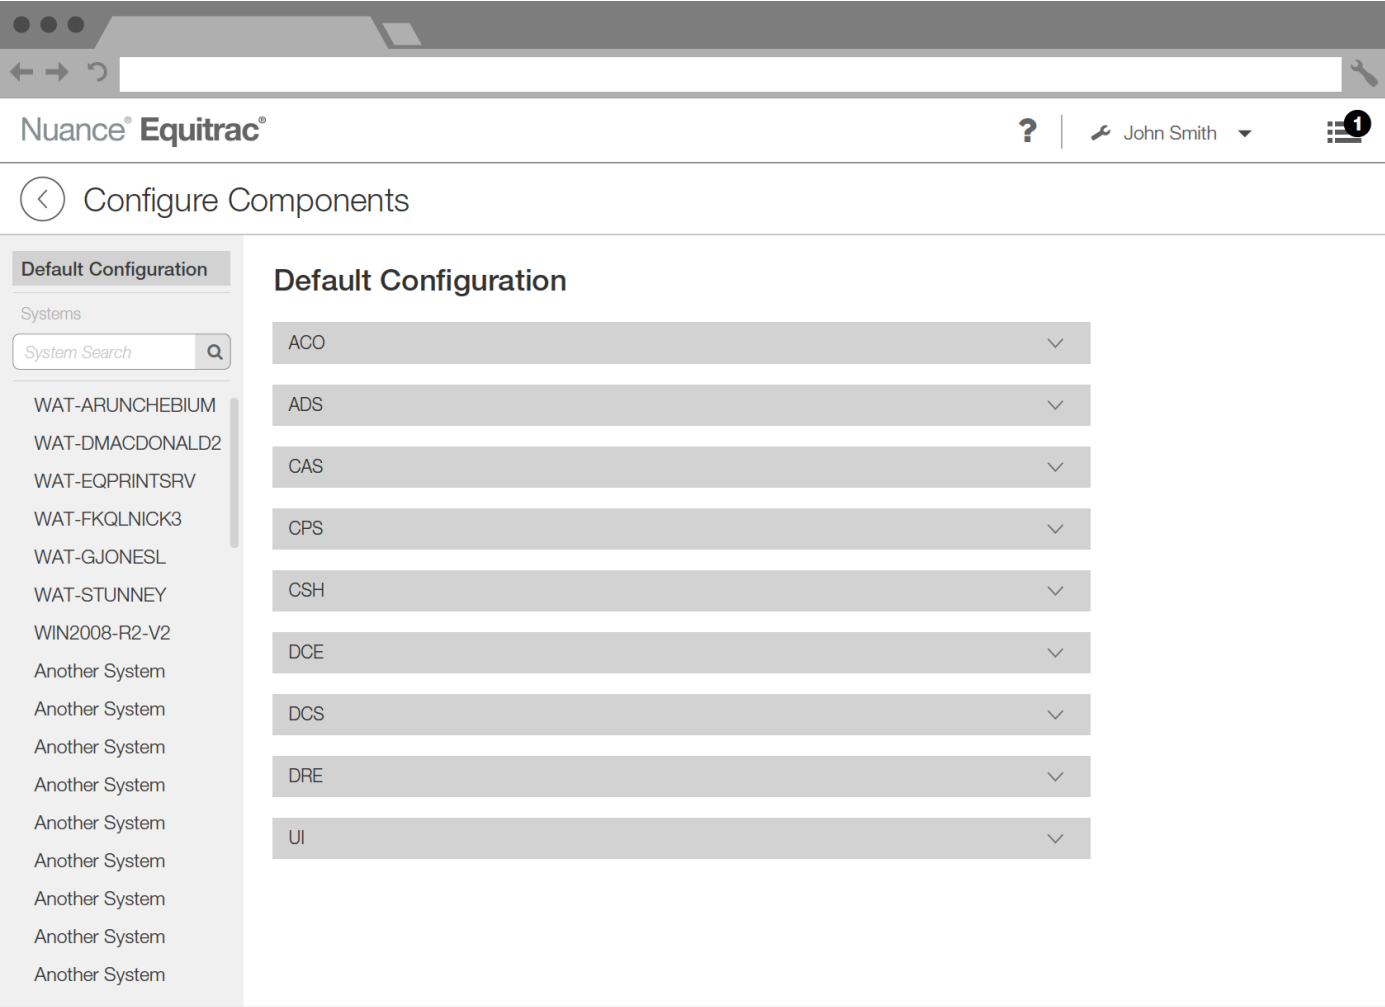 Nuance® Equitrac®
?
John Smith
1
Configure Components
Default Configuration
Systems
System Search
WAT-ARUNCHEBIUM
WAT-DMACDONALD2
WAT-EQPRINTSRV
WAT-FKQLNICK3
WAT-GJONESL
WAT-STUNNEY
WIN2008-R2-V2
Another System
Another System
Another System
Another System
Another System
Another System
Another System
Another System
Another System
Default Configuration
ACO
ADS
CAS
CPS
CSH
DCE
DCS
DRE
UI